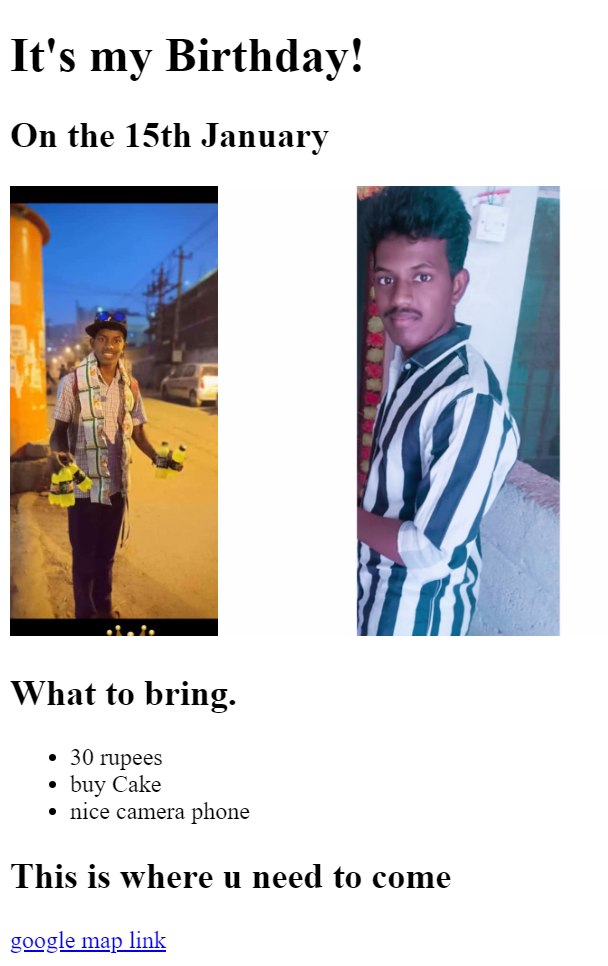 It's my Birthday!
On the 15th January
What to bring.
30 rupees
buy Cake
nice camera phone
This is where u need to come
google map link